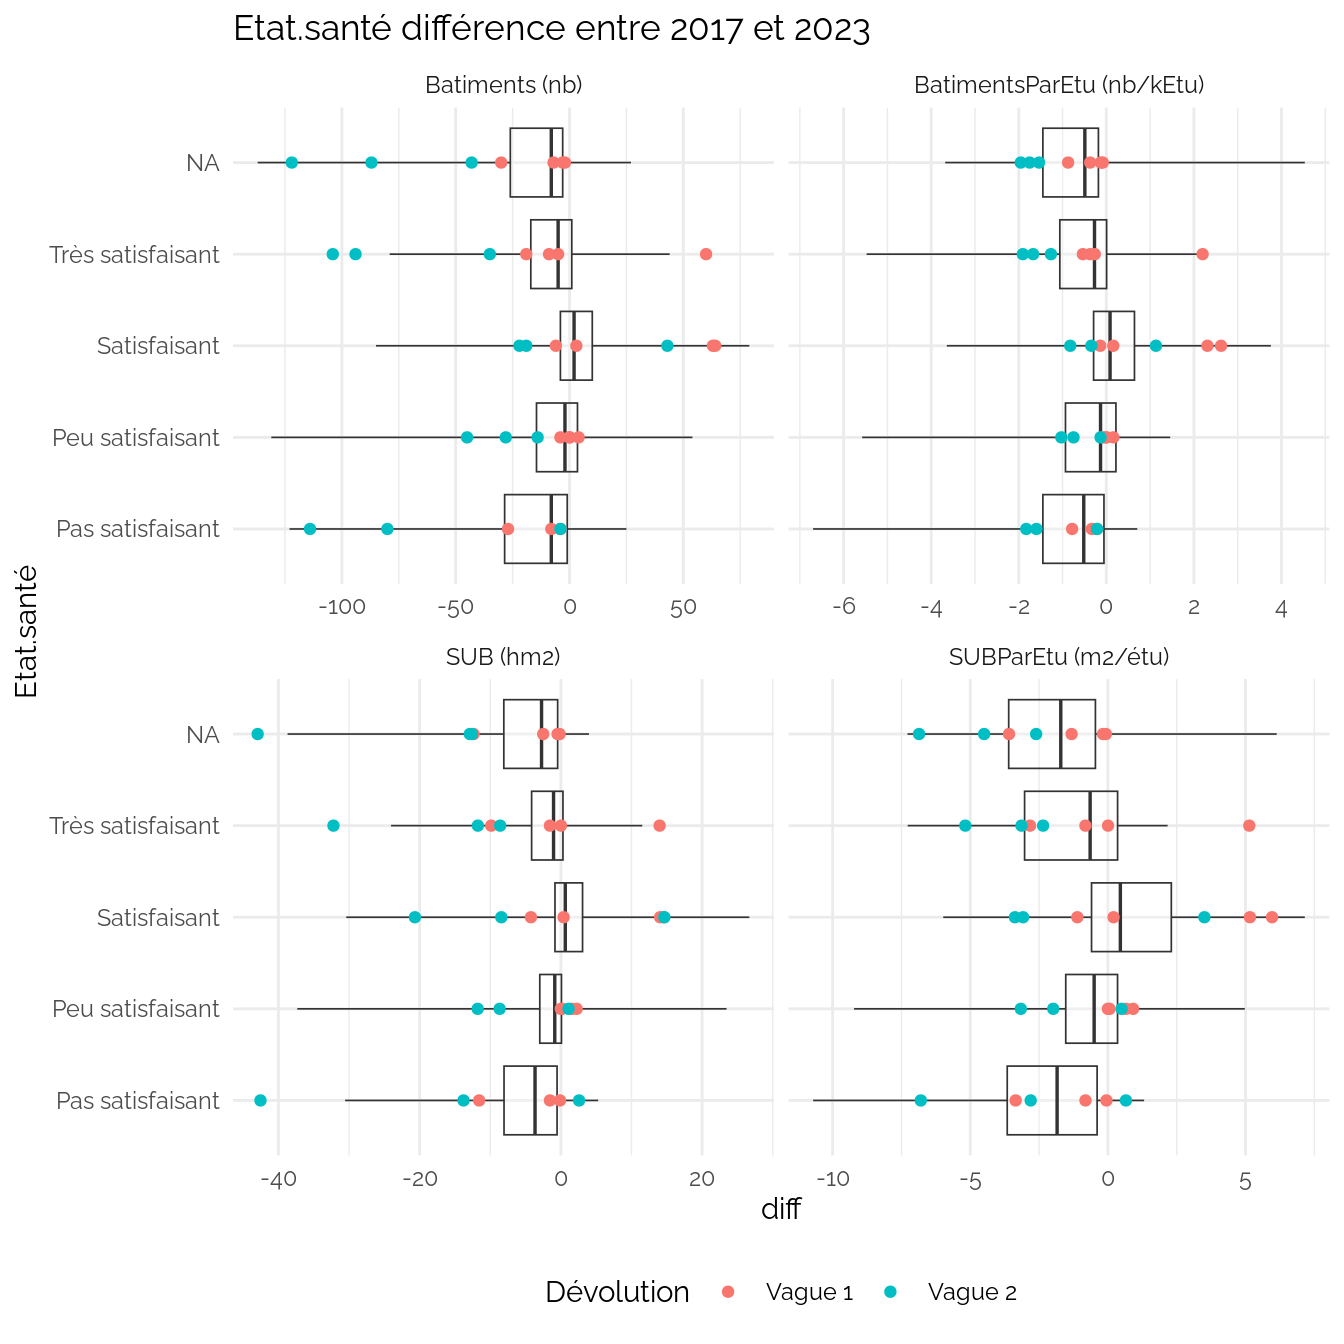 Etat.santé différence entre 2017 et 2023
Batiments (nb)
BatimentsParEtu (nb/kEtu)
NA
Très satisfaisant
Satisfaisant
Peu satisfaisant
Pas satisfaisant
-100 -50 0 50
-6 -4 -2 0 2 4
Etat.santé
SUB (hm2)
SUBParEtu (m2/étu)
NA
Très satisfaisant
Satisfaisant
Peu satisfaisant
Pas satisfaisant
-40 -20 0 20
-10 -5 0 5
diff
Dévolution Vague 1 Vague 2